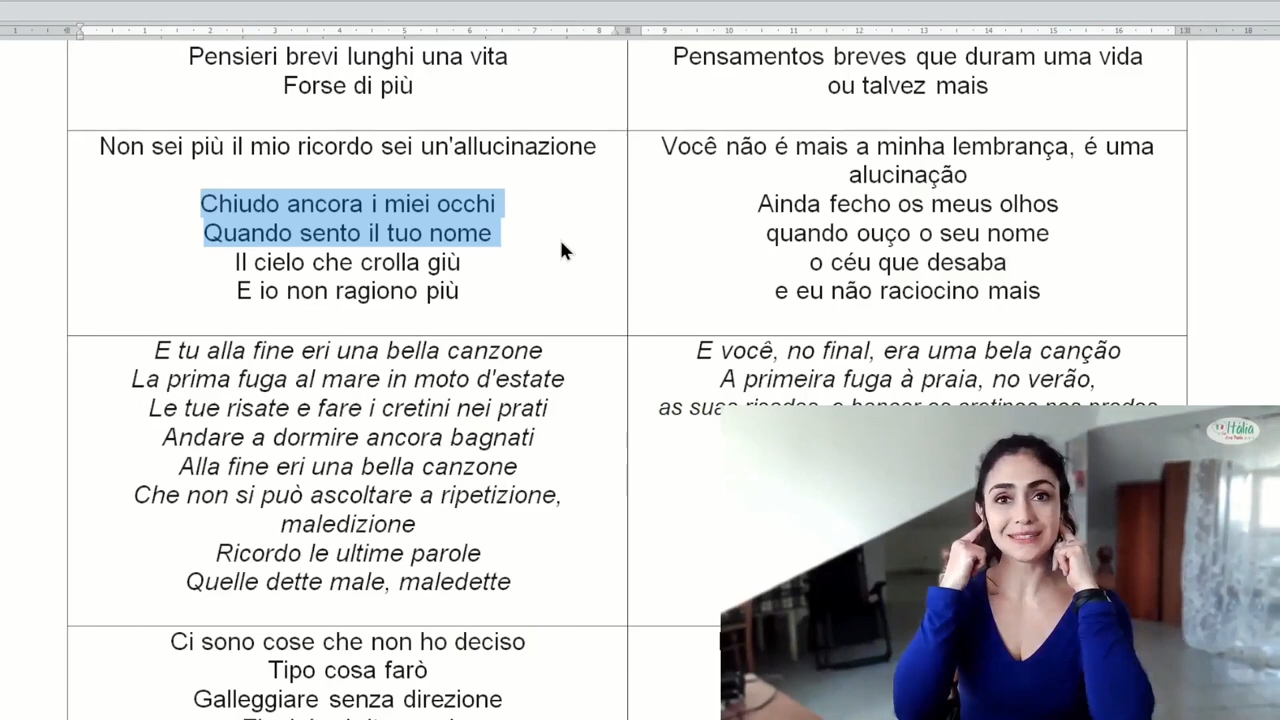 Pensieri brevi lunghi una vita
Forse di più
Pensamentos breves que duram uma vida
ou talvez mais
Non sei più il mio ricordo sei un'allucinazione
Chiudo ancora i miei occhi
Quando sento il tuo nome
Il cielo che crolla giù
E io non ragiono più
Você não é mais a minha lembrança, é uma
alucinação
Ainda fecho os meus olhos
quando ouço o seu nome
o céu que desaba
e eu não raciocino mais
E tu alla fine eri una bella canzone
La prima fuga al mare in moto d'estate
Le tue risate e fare i cretini nei prati
Andare a dormire ancora bagnati
Alla fine eri una bella canzone
Che non si può ascoltare a ripetizione,
maledizione
Ricordo le ultime parole
Quelle dette male, maledette
E você, no final, era uma bela canção
A primeira fuga à praia, no verão,
as suas risadas
Ci sono cose che non ho deciso
Tipo cosa farò
Galleggiare senza direzione
Itália